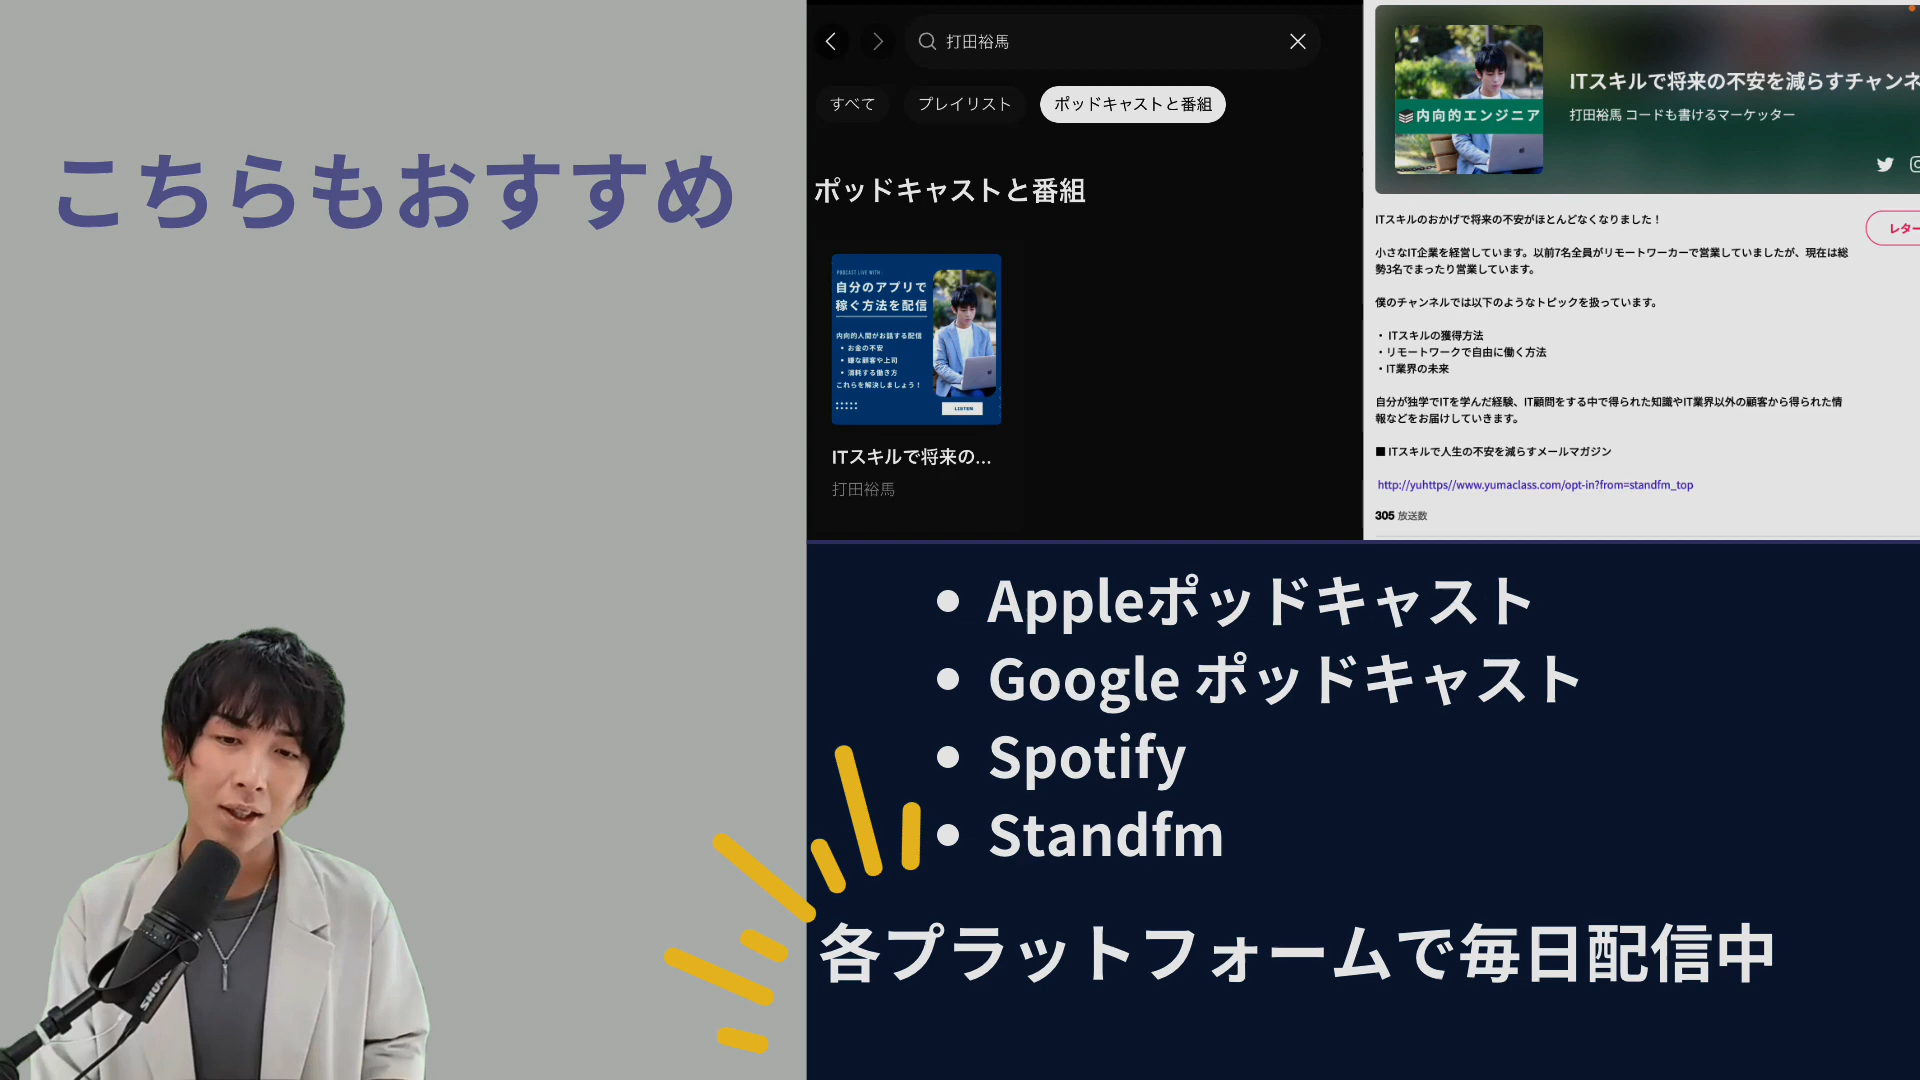 こちらもおすすめ
打田裕馬
すべて
プレイリスト
ポッドキャストと番組
ポッドキャストと番組
PODCAST LIVE WITH
自分のアプリで
稼ぐ方法を配信
内向的人間がお話する配信
• お金の不安
• 嫌な顧客や上司
• 消耗する働き方
これらを解決しましょう！
LISTEN
ITスキルで将来の...
打田裕馬
内向的エンジニア
ITスキルで将来の不安を減らすチャンネ
打田裕馬 コードも書けるマーケッター
ITスキルのおかげで将来の不安がほとんどなくなりました！
レター
小さなIT企業を経営しています。以前7名全員がリモートワーカーで営業していましたが、現在は総
勢3名でまったり営業しています。
僕のチャンネルでは以下のようなトピックを扱っています。
・ITスキルの獲得方法
・リモートワークで自由に働く方法
・IT業界の未来
自分が独学でITを学んだ経験、IT顧問をする中で得られた知識やIT業界以外の顧客から得られた情
報などをお届けしていきます。
■ ITスキルで人生の不安を減らすメールマガジン
http://yuhttps//www.yumaclass.com/opt-in?from=standfm_top
305 放送数
• Appleポッドキャスト
• Google ポッドキャスト
• Spotify
• Standfm
各プラットフォームで毎日配信中
SHURE